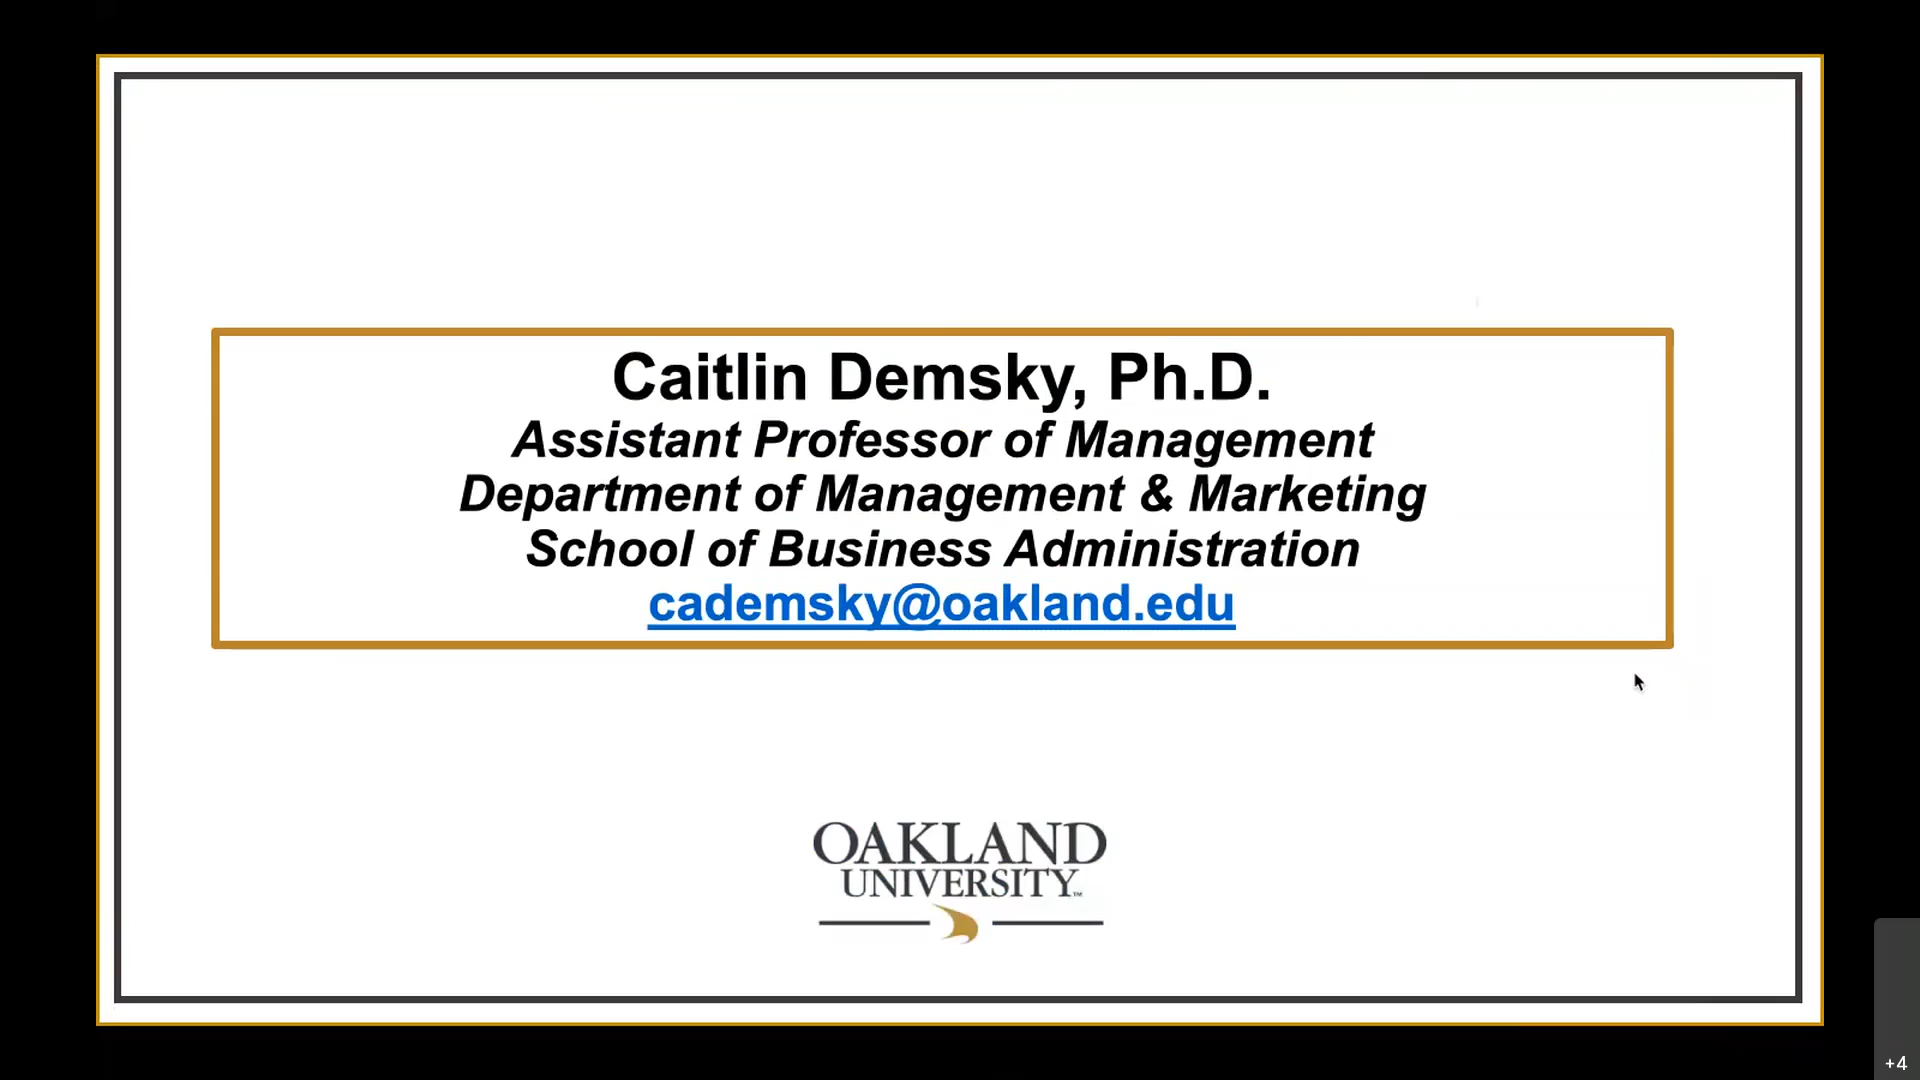 Caitlin Demsky, Ph.D.
Assistant Professor of Management
Department of Management & Marketing
School of Business Administration
cademsky@oakland.edu
OAKLAND
UNIVERSITY™
+4